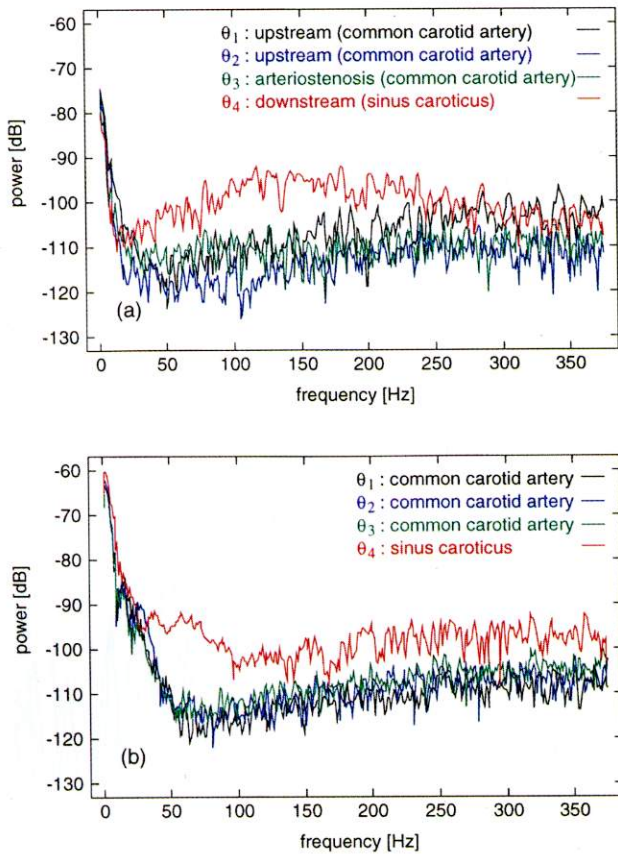 -60
-70
-80
-90
-100
-110
-120
-130
power [dB]
θ1 : upstream (common carotid artery)
θ2 : upstream (common carotid artery)
θ3 : arteriostenosis (common carotid artery)
θ4 : downstream (sinus caroticus)
(a)
0 50 100 150 200 250 300 350
frequency [Hz]
-60
-70
-80
-90
-100
-110
-120
-130
power [dB]
θ1 : common carotid artery
θ2 : common carotid artery
θ3 : common carotid artery
θ4 : sinus caroticus
(b)
0 50 100 150 200 250 300 350
frequency [Hz]